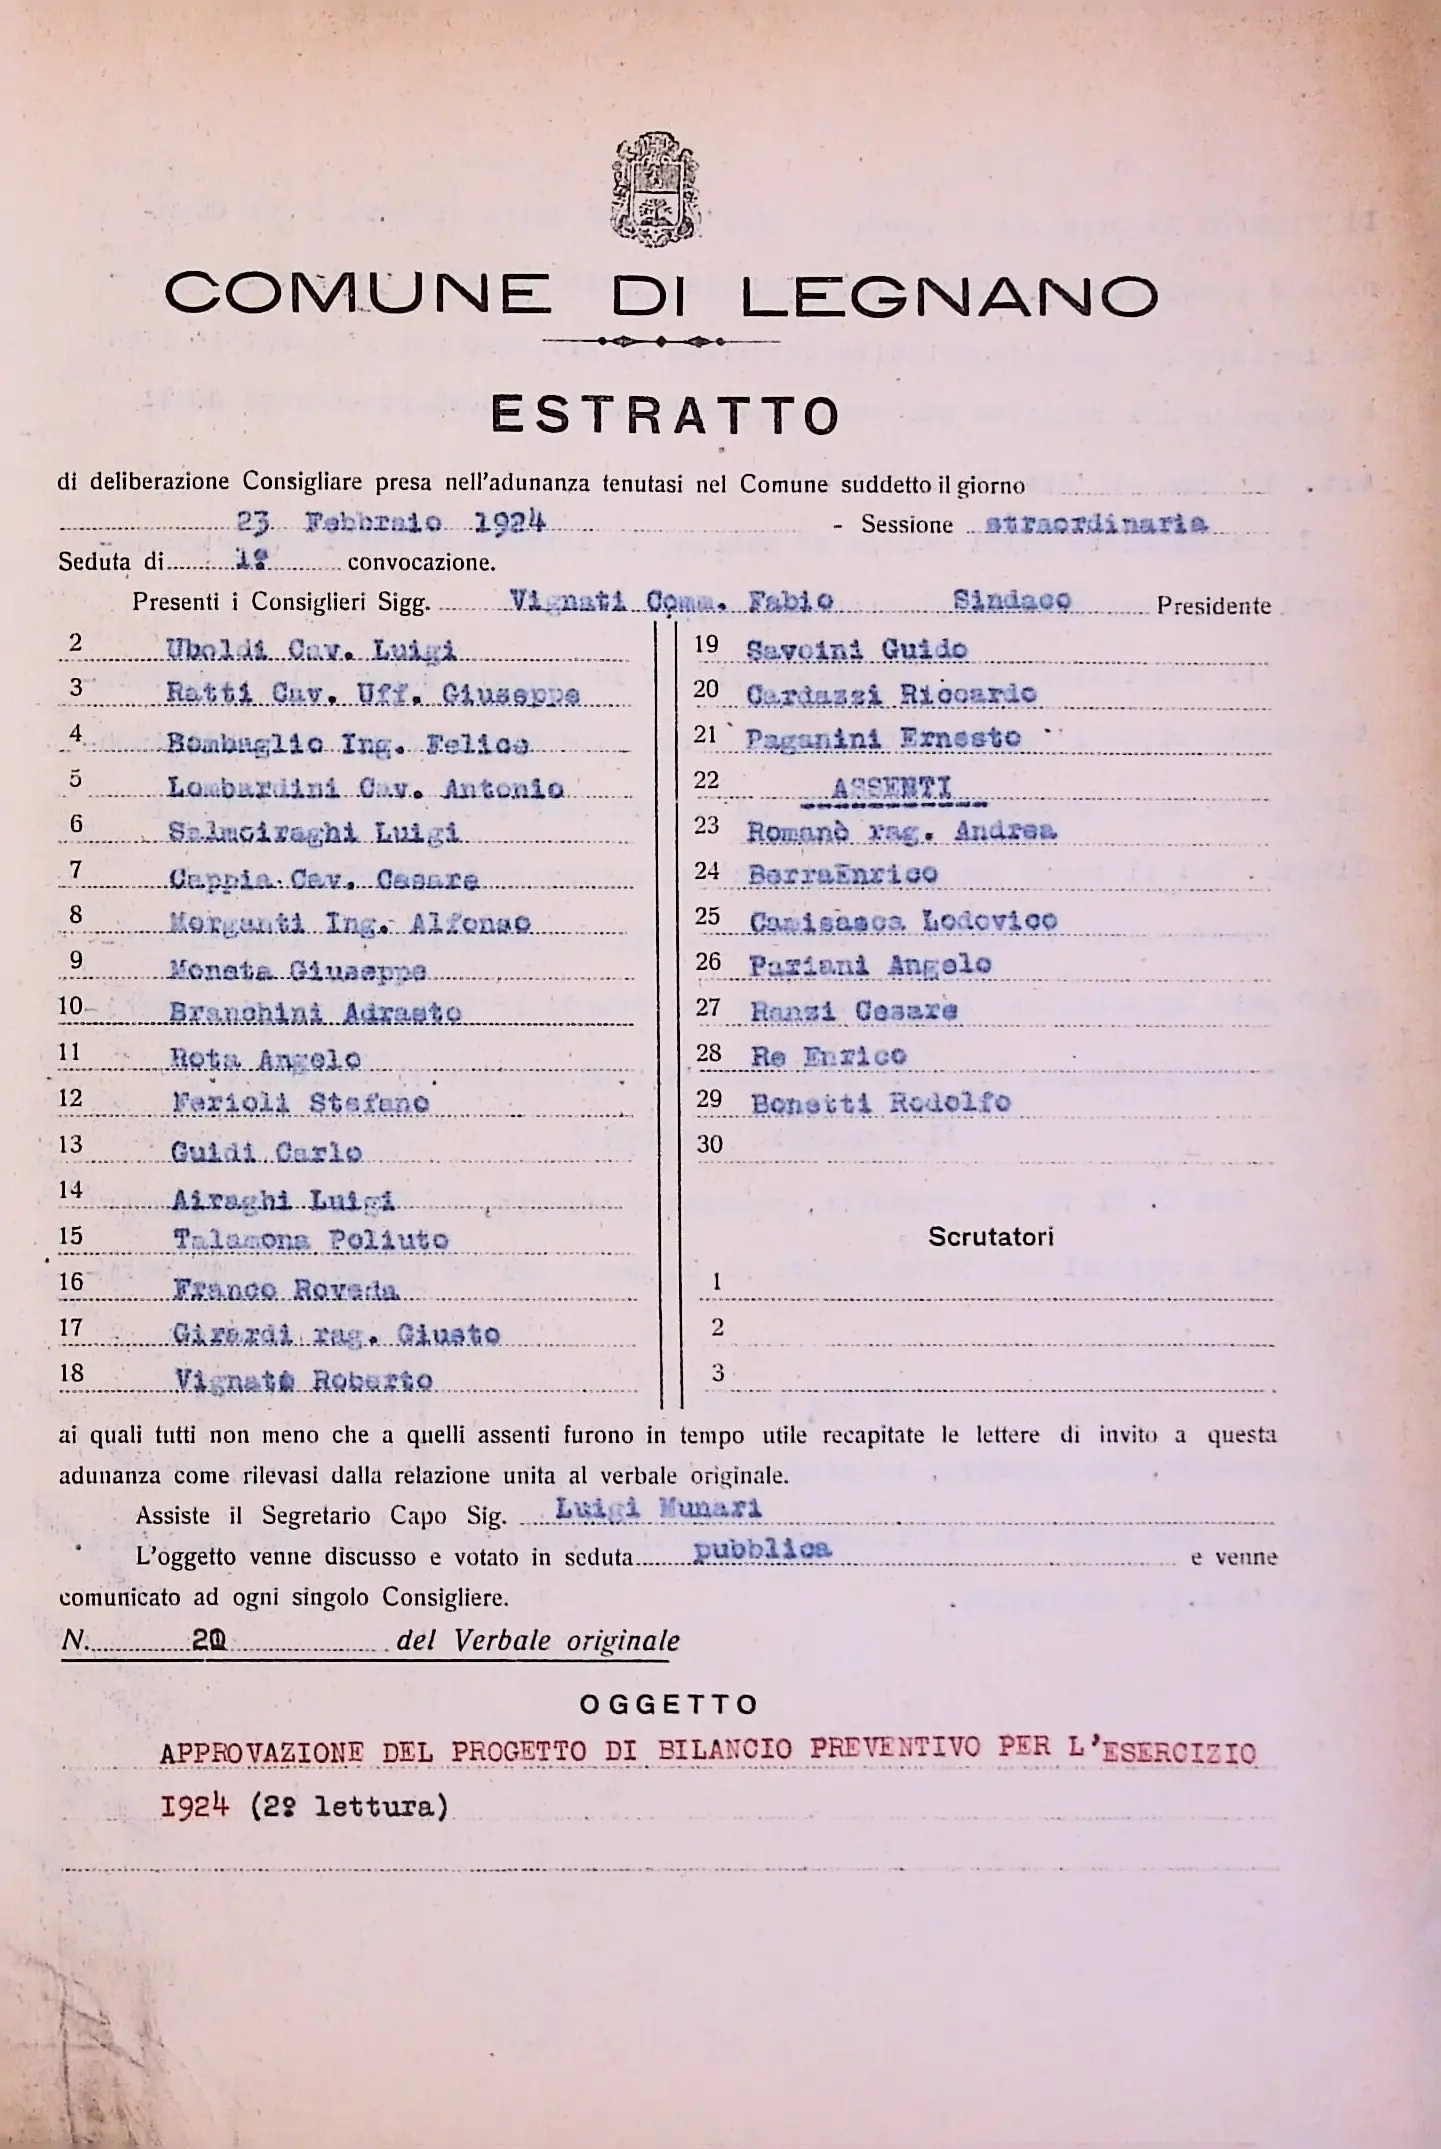 COMUNE DI LEGNANO
ESTRATTO
di deliberazione Consigliare presa nell'adunanza tenutasi nel Comune suddetto il giorno
23 Febbraio 1924 - Sessione straordinaria
Seduta di 1ª convocazione.
Presenti i Consiglieri Sigg. Vignati Comm. Fabio Sindaco Presidente
2 Uboldi Cav. Luigi
3 Ratti Cav. Uff. Giuseppe
4 Bombaglio Ing. Felice
5 Lombardini Cav. Antonio
6 Salmoiraghi Luigi
7 Cappia Cav. Cesare
8 Morganti Ing. Alfonso
9 Moneta Giuseppe
10 Branchini Adrasto
11 Rota Angelo
12 Ferioli Stefano
13 Guidi Carlo
14 Airaghi Luigi
15 Talamona Poliuto
16 Franco Roveda
17 Girardi rag. Giusto
18 Vignati Roberto
19 Savoini Guido
20 Cardazzi Riccardo
21 Paganini Ernesto
22 ASSENTI
23 Romanò rag. Andrea
24 BerraEnrico
25 Camisasca Lodovico
26 Pariani Angelo
27 Ranzi Cesare
28 Re Enrico
29 Bonetti Rodolfo
30
Scrutatori
1
2
3
ai quali tutti non meno che a quelli assenti furono in tempo utile recapitate le lettere di invito a questa
adunanza come rilevasi dalla relazione unita al verbale originale.
Assiste il Segretario Capo Sig. Luigi Munari
L'oggetto venne discusso e votato in seduta pubblica e venne
comunicato ad ogni singolo Consigliere.
N. 20 del Verbale originale
OGGETTO
APPROVAZIONE DEL PROGETTO DI BILANCIO PREVENTIVO PER L'ESERCIZIO
1924 (2ª lettura)